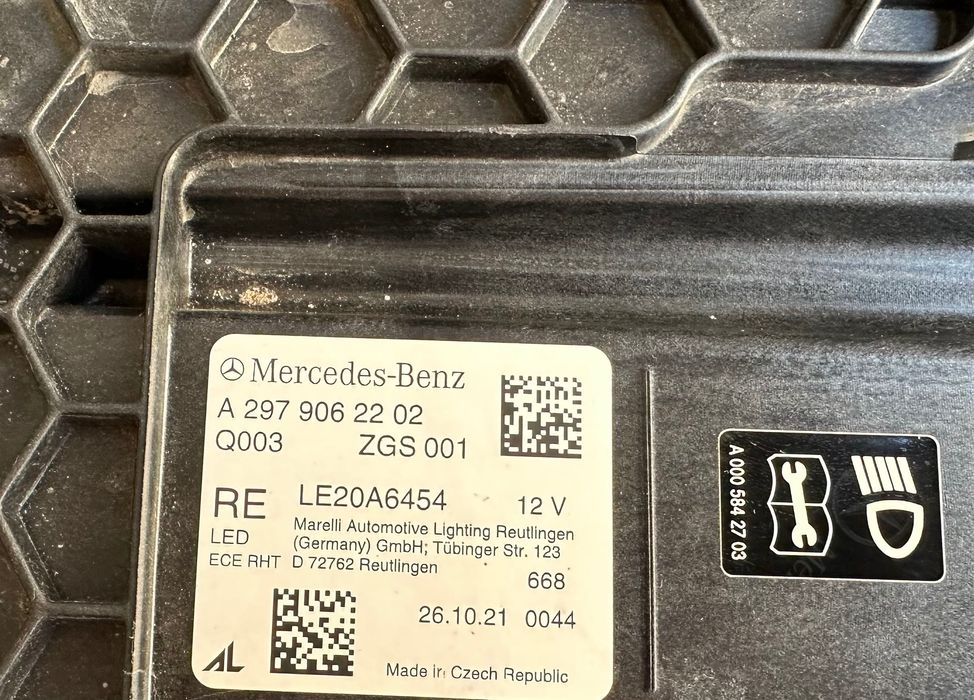 Mercedes-Benz
A 297 906 22 02
Q003 ZGS 001
RE LE20A6454 12 V
LED Marelli Automotive Lighting Reutlingen
(Germany) GmbH; Tübinger Str. 123
ECE RHT D 72762 Reutlingen
668
26.10.21 0044
AL Made in Czech Republic
A 000 584 27 03